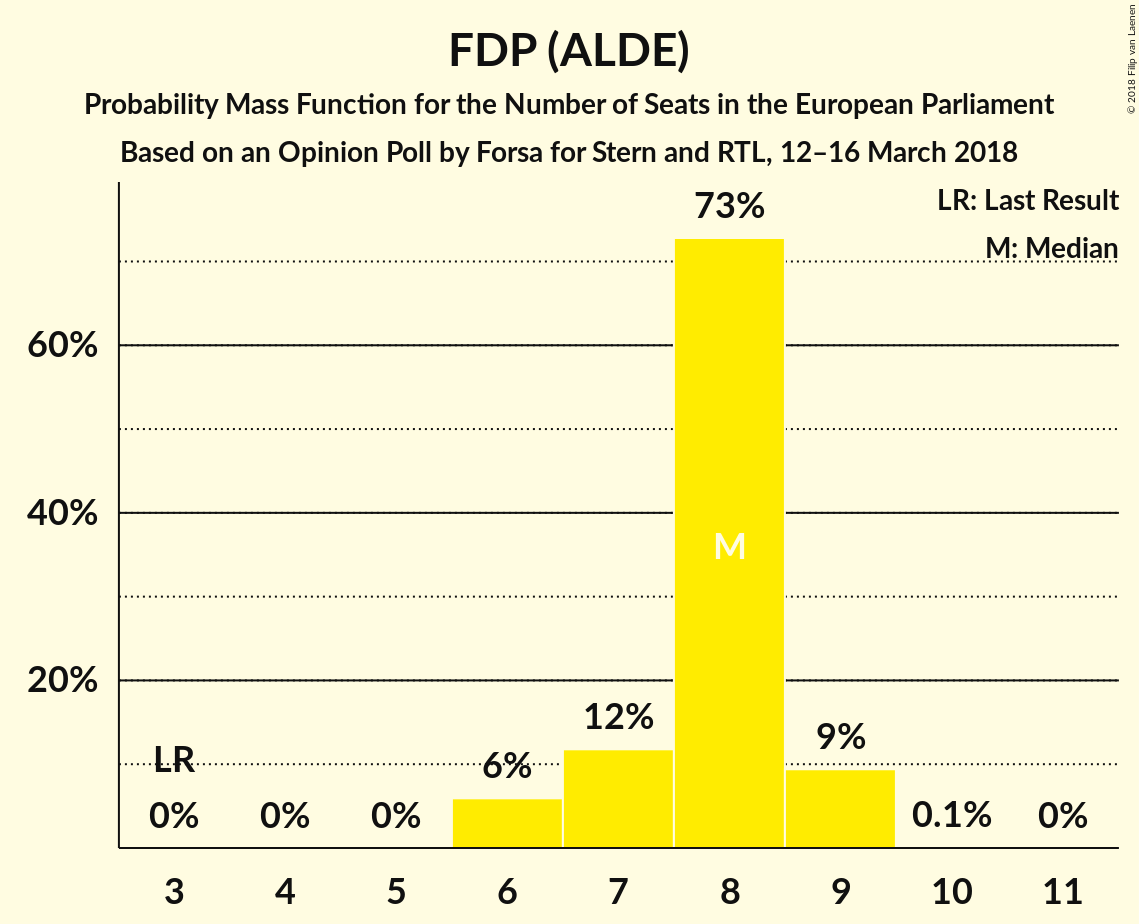 FDP (ALDE)
Probability Mass Function for the Number of Seats in the European Parliament
Based on an Opinion Poll by Forsa for Stern and RTL, 12–16 March 2018
© 2018 Filip van Laenen
LR: Last Result
M: Median
73%
60%
40%
M
20%
12%
9%
LR
6%
0%
0%
0%
0.1%
0%
3 4 5 6 7 8 9 10 11